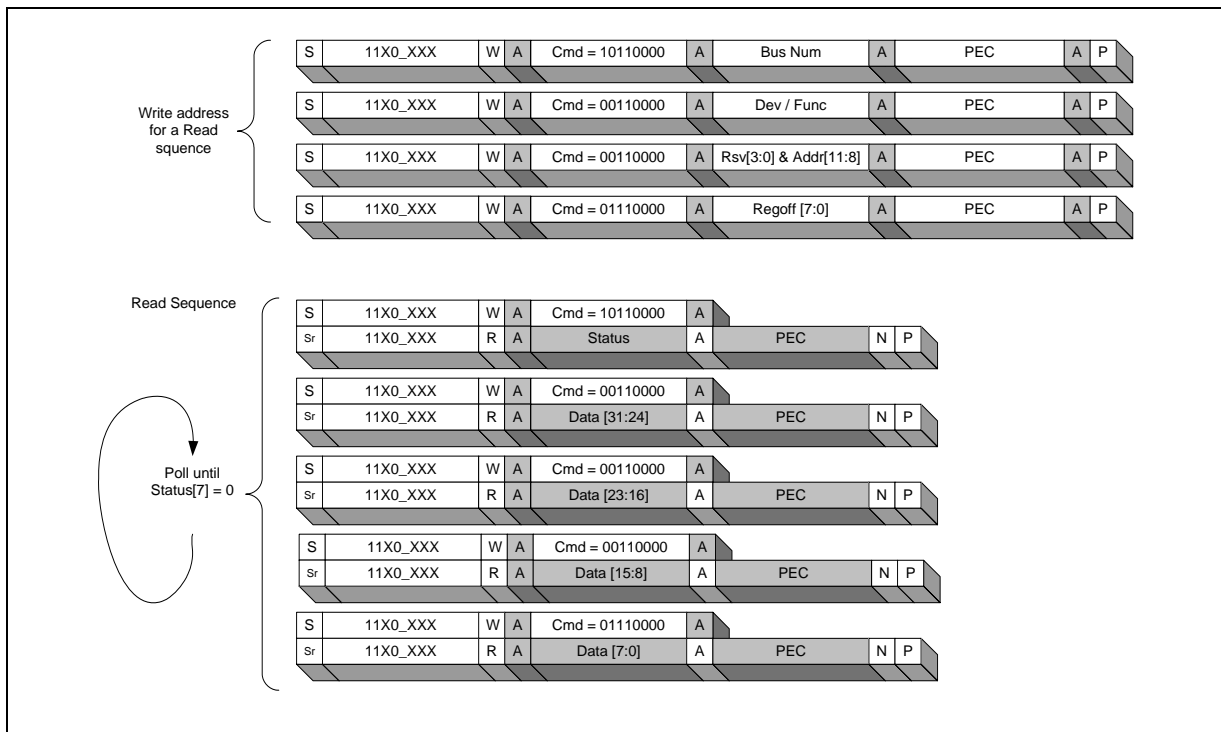 S 11X0_XXX W A Cmd = 10110000 A Bus Num A PEC A P
Write address
for a Read
squence
S 11X0_XXX W A Cmd = 00110000 A Dev / Func A PEC A P
S 11X0_XXX W A Cmd = 00110000 A Rsv[3:0] & Addr[11:8] A PEC A P
S 11X0_XXX W A Cmd = 01110000 A Regoff [7:0] A PEC A P
Read Sequence
S 11X0_XXX W A Cmd = 10110000 A
Sr 11X0_XXX R A Status A PEC N P
S 11X0_XXX W A Cmd = 00110000 A
Sr 11X0_XXX R A Data [31:24] A PEC N P
Poll until
Status[7] = 0
S 11X0_XXX W A Cmd = 00110000 A
Sr 11X0_XXX R A Data [23:16] A PEC N P
S 11X0_XXX W A Cmd = 00110000 A
Sr 11X0_XXX R A Data [15:8] A PEC N P
S 11X0_XXX W A Cmd = 01110000 A
Sr 11X0_XXX R A Data [7:0] A PEC N P